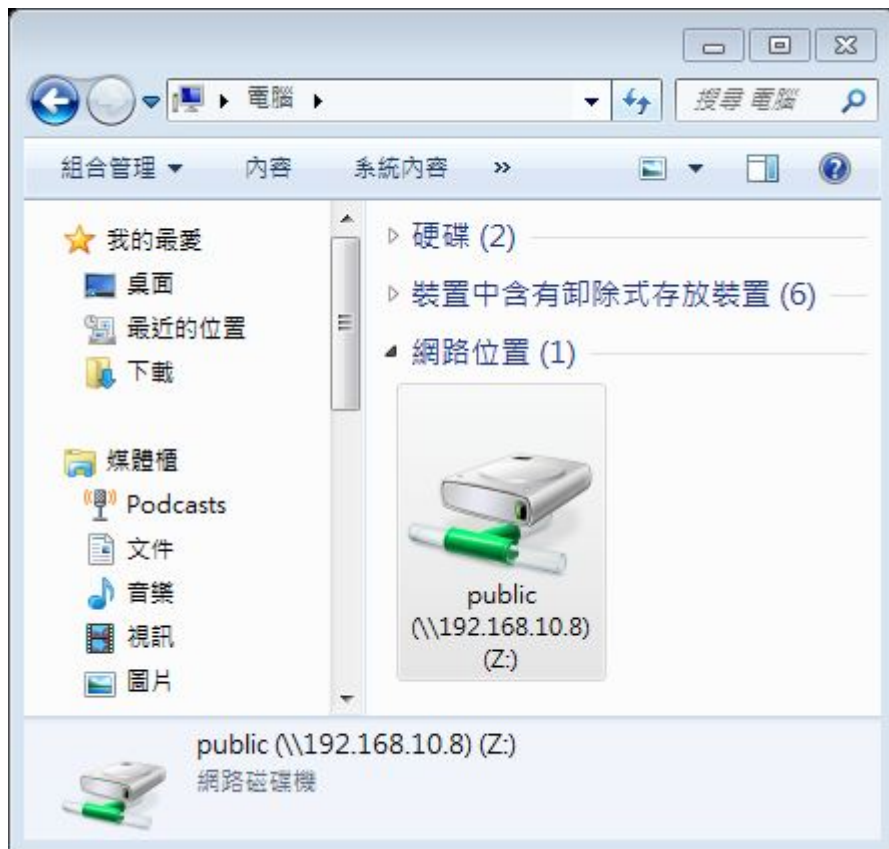 電腦
搜尋 電腦
組合管理
內容
系統內容
»
我的最愛
桌面
最近的位置
下載
媒體櫃
Podcasts
文件
音樂
視訊
圖片
硬碟 (2)
裝置中含有卸除式存放裝置 (6)
網路位置 (1)
public
(\\192.168.10.8)
(Z:)
public (\\192.168.10.8) (Z:)
網路磁碟機